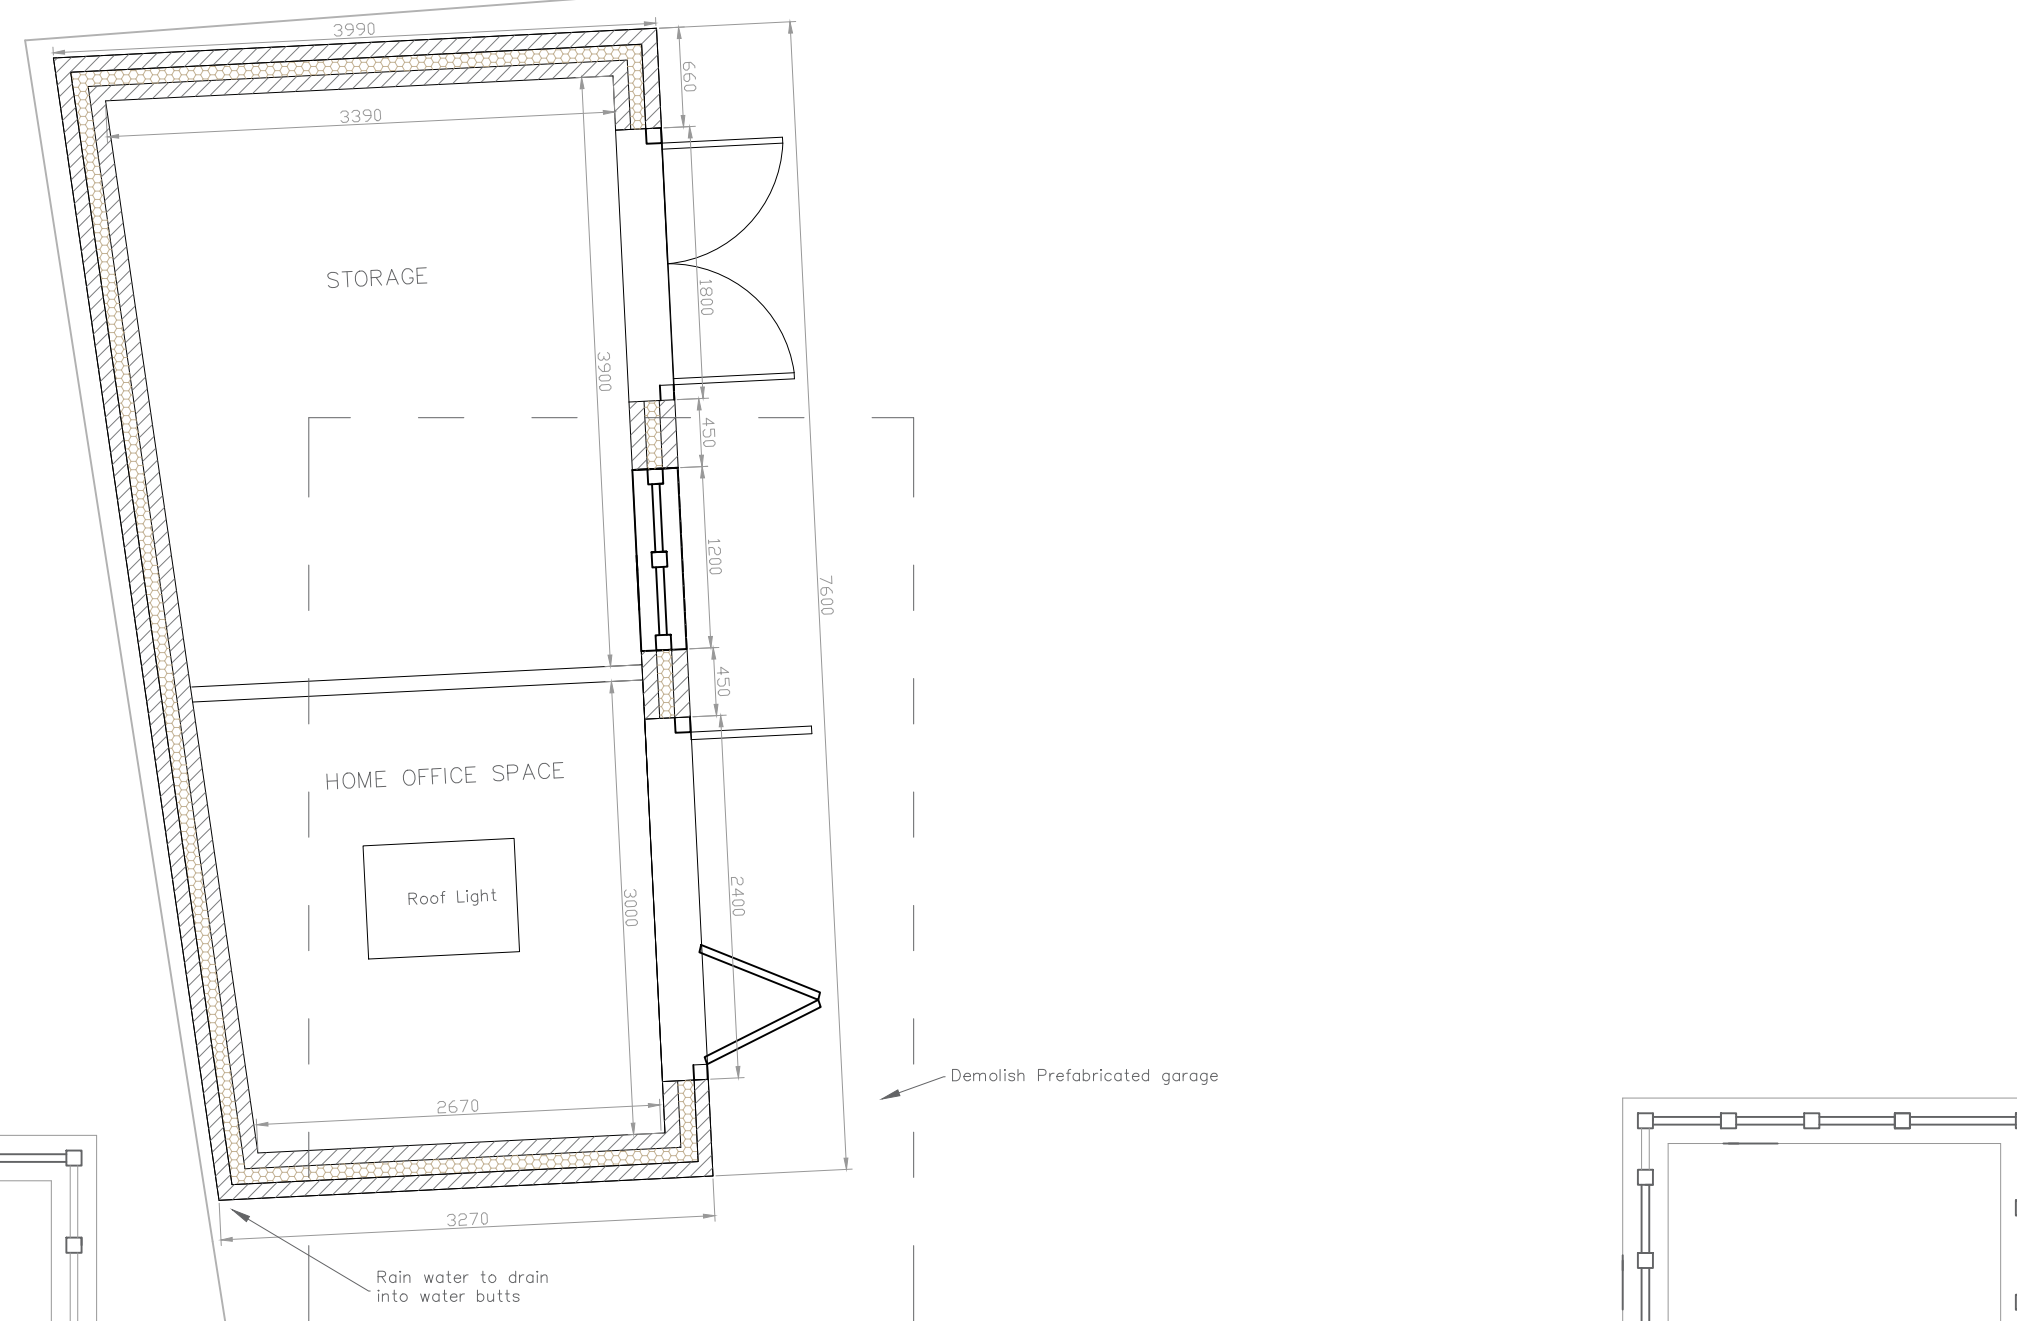 3990
660
3390
STORAGE
1800
3900
450
1200
7600
450
HOME OFFICE SPACE
Roof Light
3000
2400
Demolish Prefabricated garage
2670
3270
Rain water to drain
into water butts